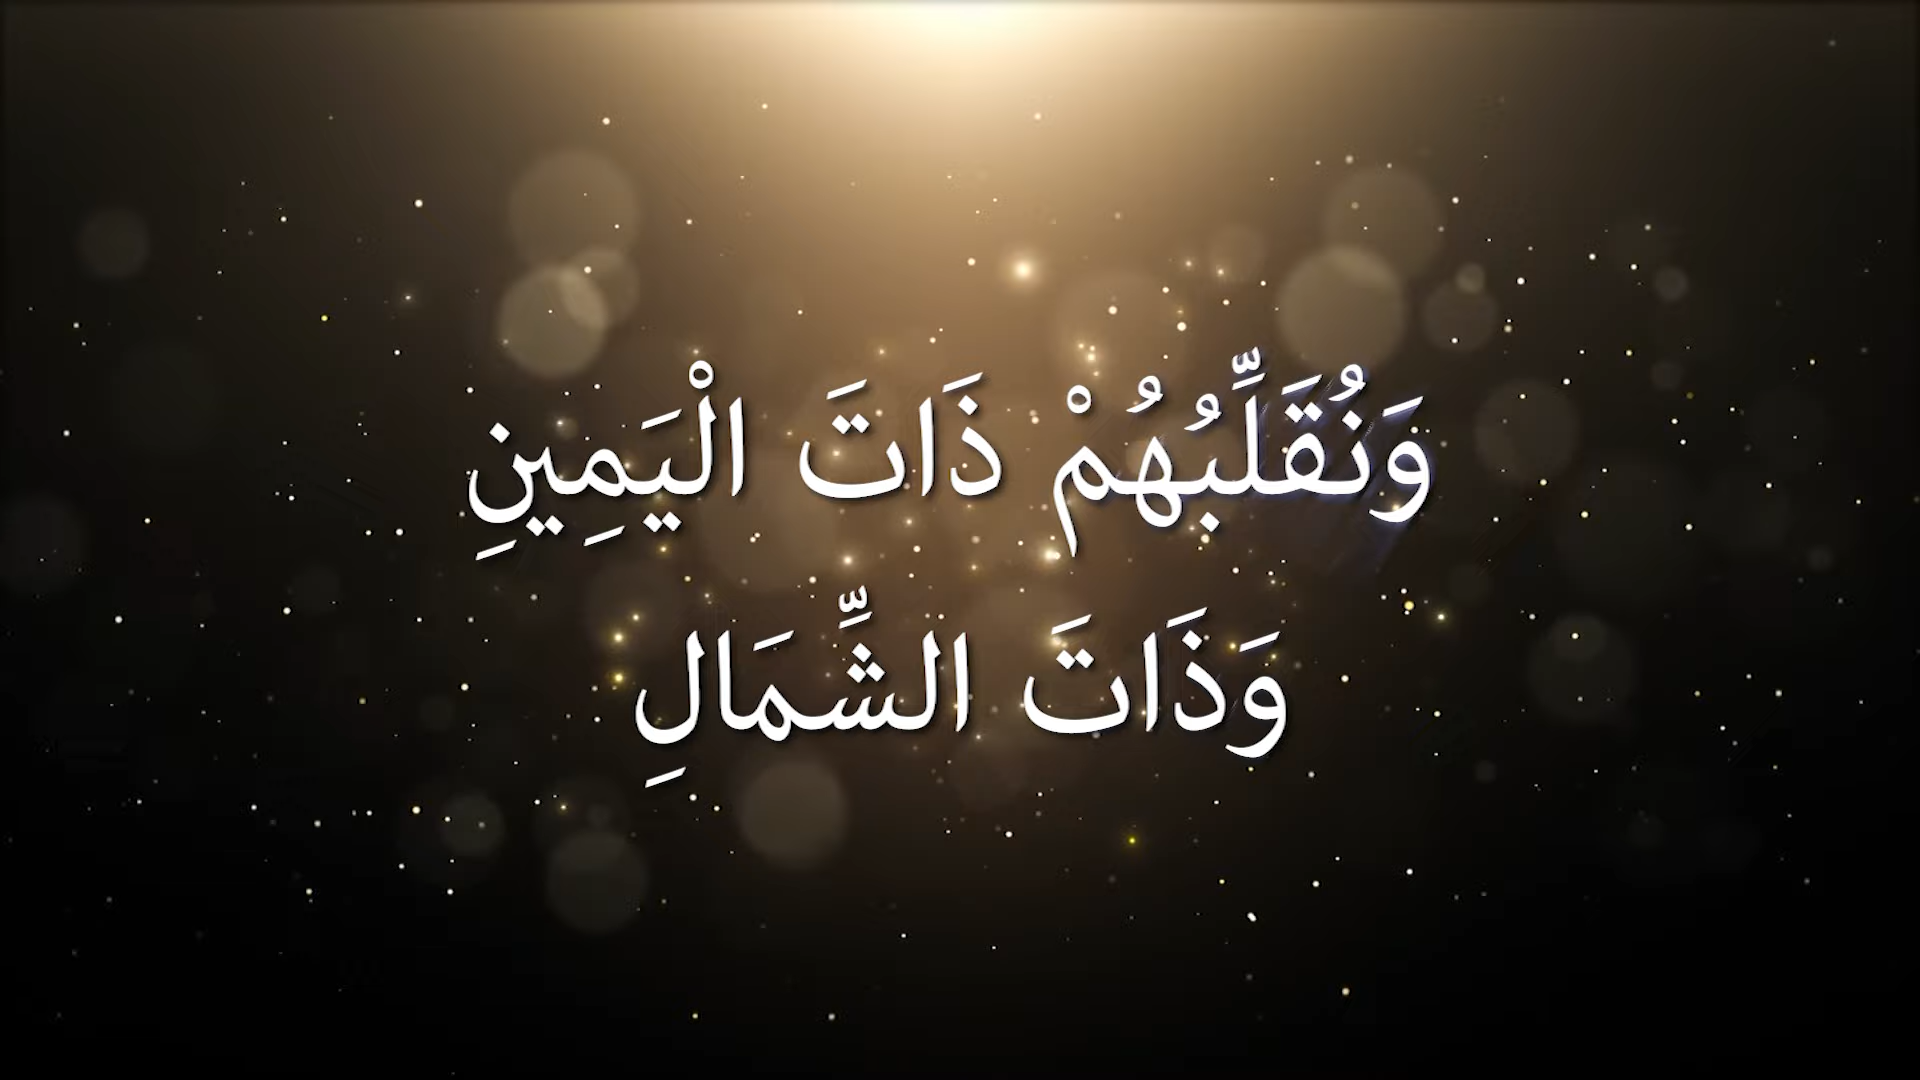 وَنُقَلِّبُهُمْ ذَاتَ الْيَمِينِ
وَذَاتَ الشِّمَالِ